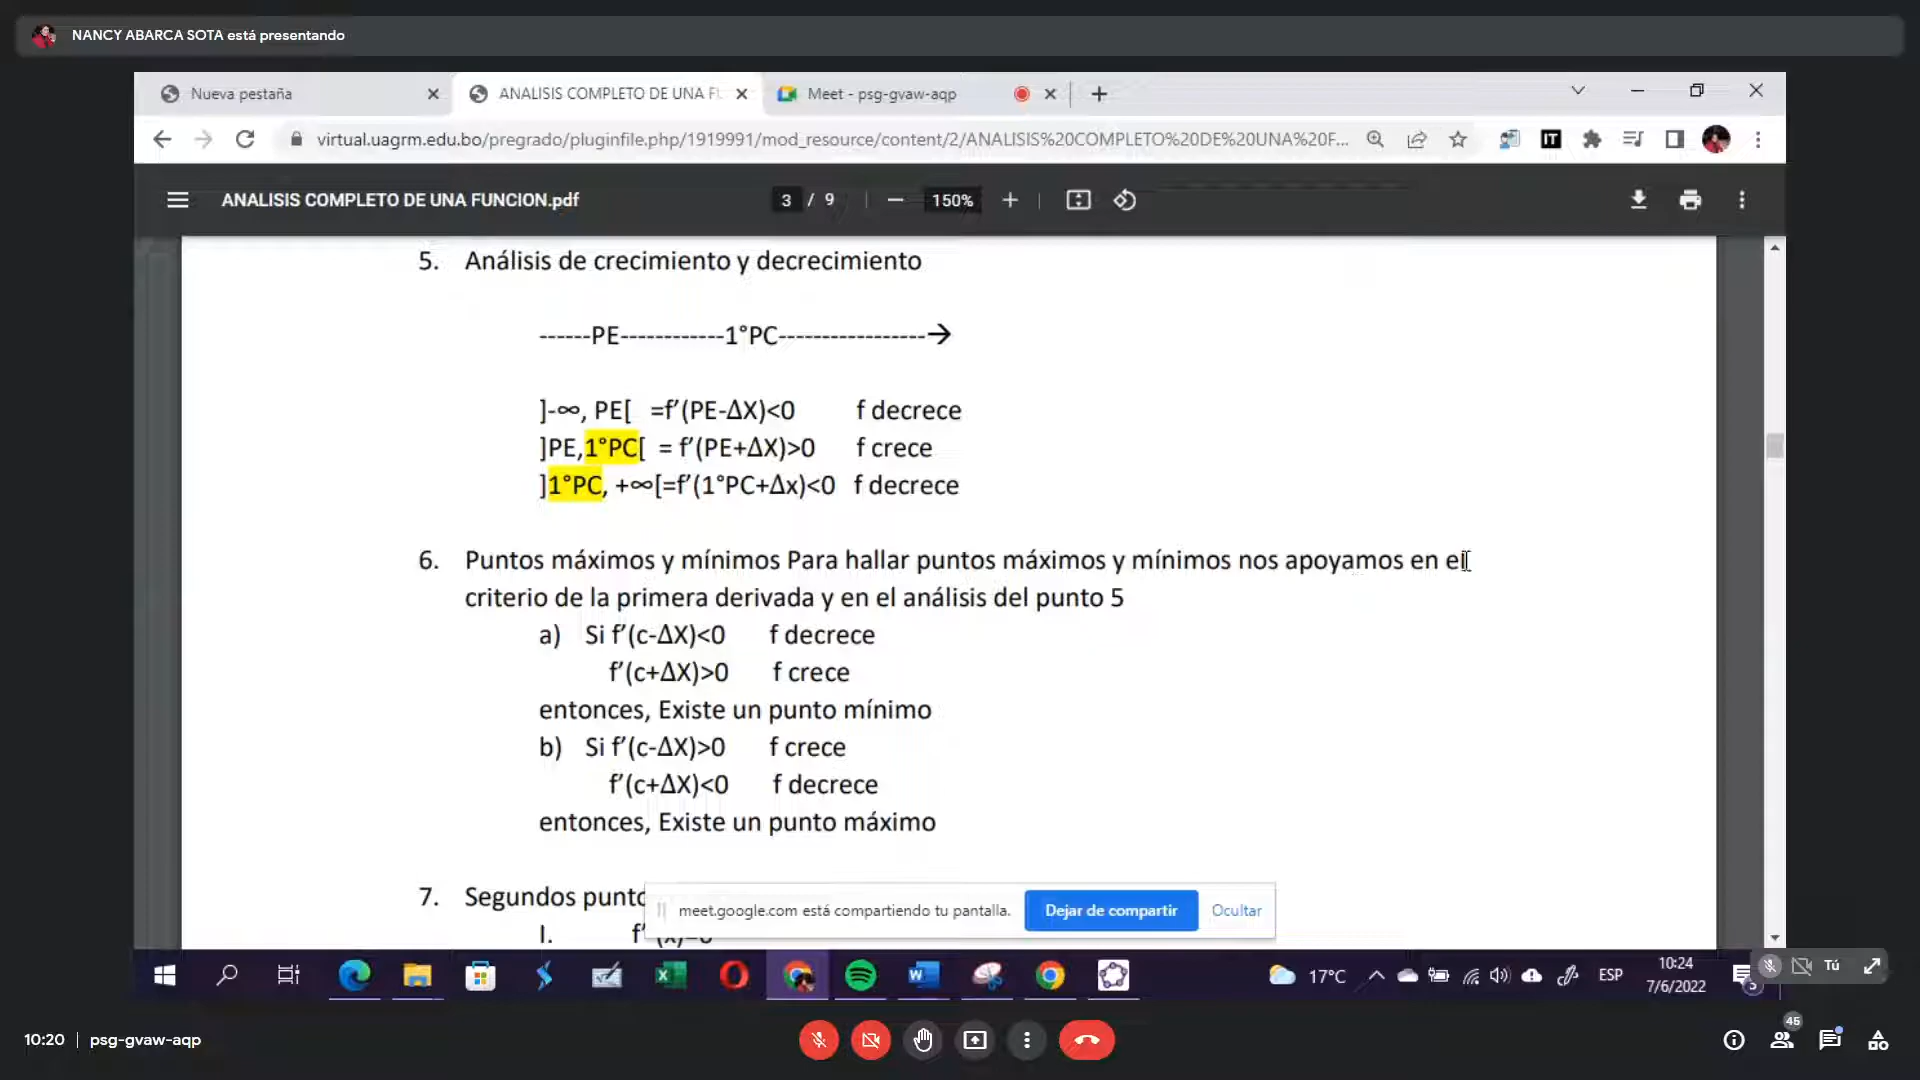 NANCY ABARCA SOTA está presentando
Nueva pestaña
ANALISIS COMPLETO DE UNA FU
Meet - psg-gvaw-aqp
virtual.uagrm.edu.bo/pregrado/pluginfile.php/1919991/mod_resource/content/2/ANALISIS%20COMPLETO%20DE%20UNA%20F...
IT
ANALISIS COMPLETO DE UNA FUNCION.pdf
3 / 9
150%
5. Análisis de crecimiento y decrecimiento
------PE------------1°PC-----------------→
]-∞, PE[ =f’(PE-ΔX)<0 f decrece
]PE,1°PC[ = f’(PE+ΔX)>0 f crece
]1°PC, +∞[=f’(1°PC+Δx)<0 f decrece
6. Puntos máximos y mínimos Para hallar puntos máximos y mínimos nos apoyamos en el
criterio de la primera derivada y en el análisis del punto 5
a) Si f’(c-ΔX)<0 f decrece
f’(c+ΔX)>0 f crece
entonces, Existe un punto mínimo
b) Si f’(c-ΔX)>0 f crece
f’(c+ΔX)<0 f decrece
entonces, Existe un punto máximo
7. Segundos punto
meet.google.com está compartiendo tu pantalla.
Dejar de compartir
Ocultar
I.
17°C
ESP
10:24
7/6/2022
5
Tú
10:20 | psg-gvaw-aqp
45